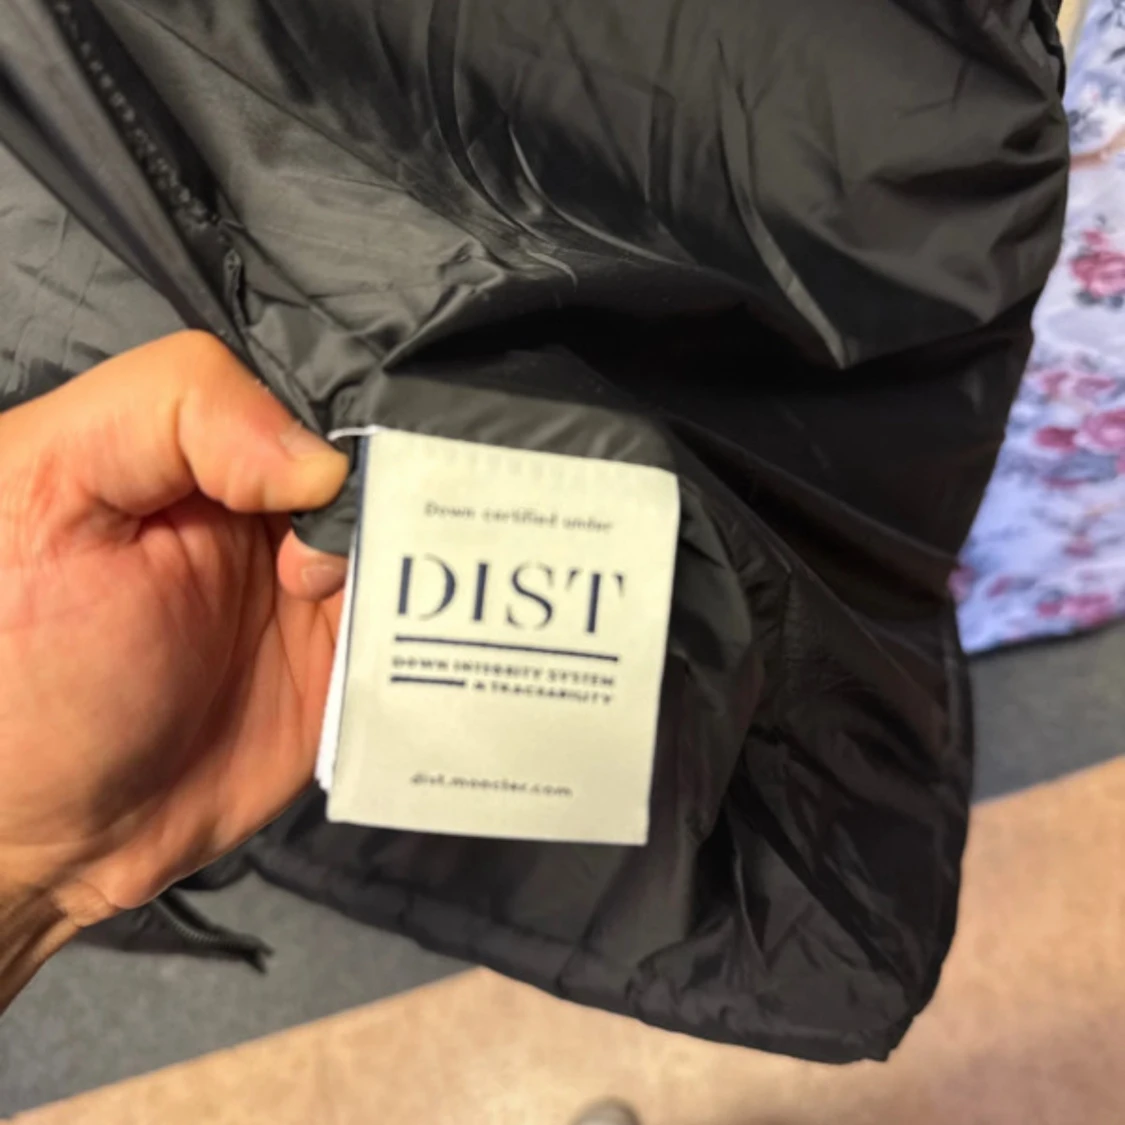 Down certified under
DIST
DOWN INTEGRITY SYSTEM
& TRACEABILITY
dist.moncler.com